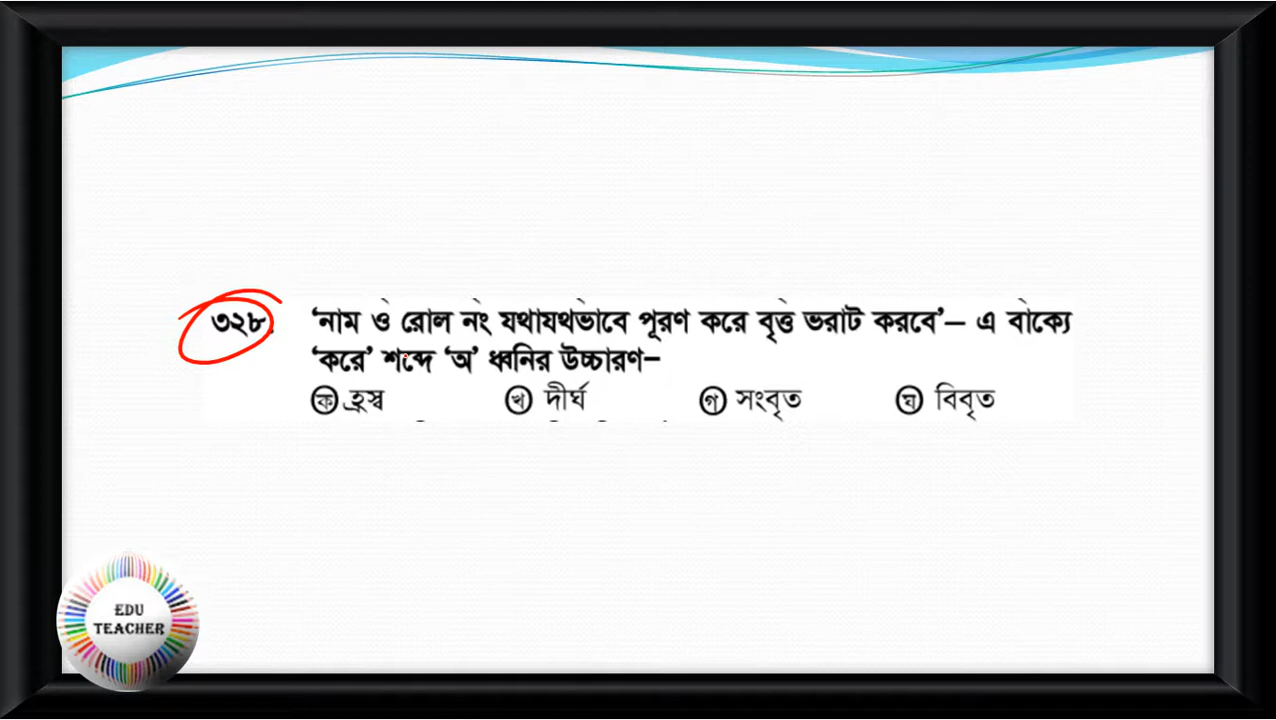 ৩২৮. ‘নাম ও রোল নং যথাযথভাবে পূরণ করে বৃত্ত ভরাট করবে’– এ বাক্যে
‘করে’ শব্দে ‘অ’ ধ্বনির উচ্চারণ–
ক হ্রস্ব খ দীর্ঘ গ সংবৃত ঘ বিবৃত
EDU
TEACHER